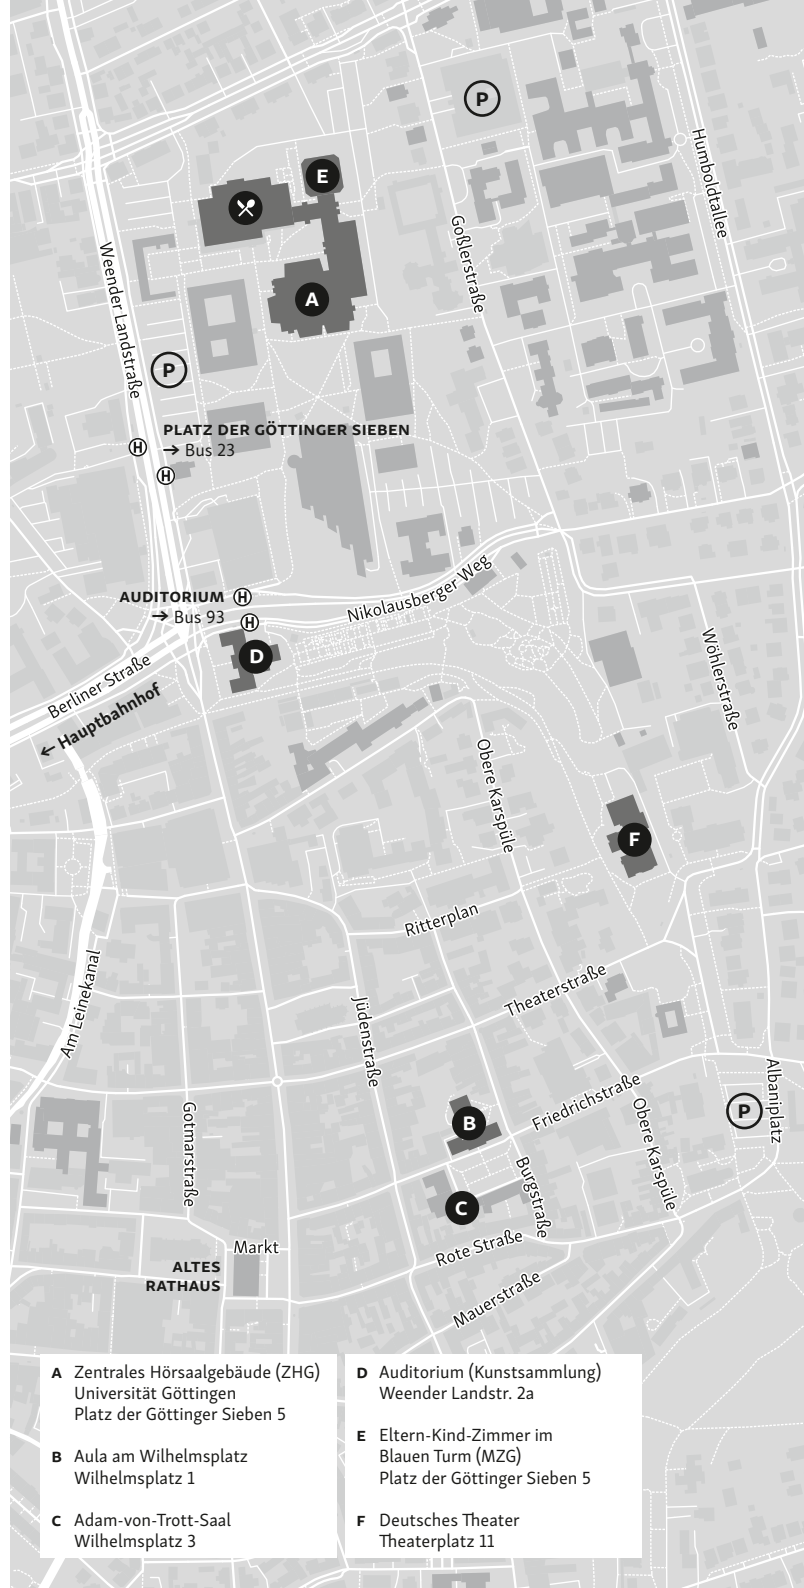 P
Humboldtallee
E
Goßlerstraße
Weender Landstraße
A
P
PLATZ DER GÖTTINGER SIEBEN
H
→ Bus 23
H
Nikolausberger Weg
AUDITORIUM
H
→ Bus 93
H
D
Berliner Straße
← Hauptbahnhof
Wöhlerstraße
Obere Karspüle
F
Ritterplan
Am Leinekanal
Theaterstraße
Jüdenstraße
Albaniplatz
P
Friedrichstraße
Obere Karspüle
Gotmarstraße
B
Burgstraße
C
Rote Straße
Markt
ALTES
RATHAUS
Mauerstraße
A Zentrales Hörsaalgebäude (ZHG)
Universität Göttingen
Platz der Göttinger Sieben 5
B Aula am Wilhelmsplatz
Wilhelmsplatz 1
C Adam-von-Trott-Saal
Wilhelmsplatz 3
D Auditorium (Kunstsammlung)
Weender Landstr. 2a
E Eltern-Kind-Zimmer im
Blauen Turm (MZG)
Platz der Göttinger Sieben 5
F Deutsches Theater
Theaterplatz 11